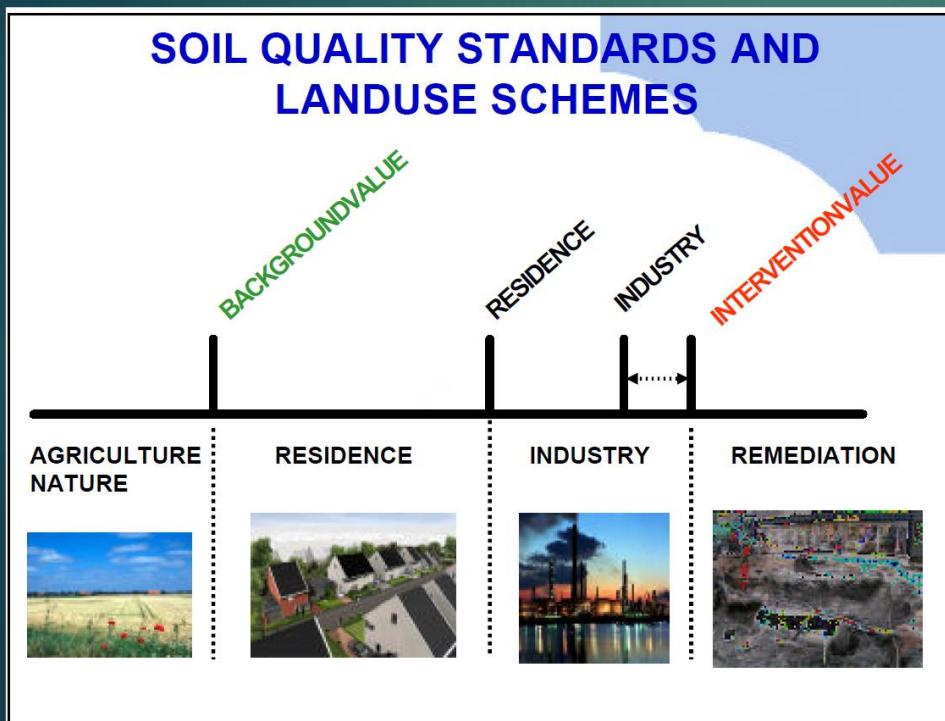 SOIL QUALITY STANDARDS AND
LANDUSE SCHEMES
BACKGROUNDVALUE
RESIDENCE
INDUSTRY
INTERVENTIONVALUE
AGRICULTURE
NATURE
RESIDENCE
INDUSTRY
REMEDIATION